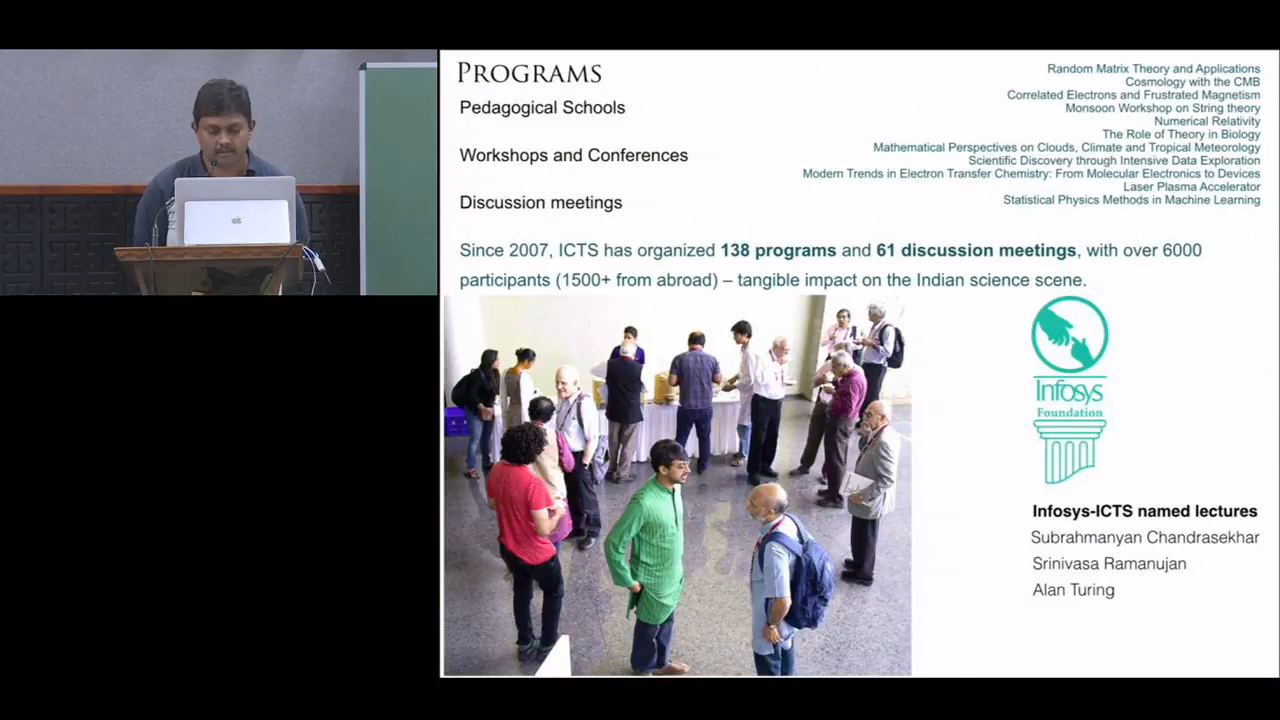 PROGRAMS
Pedagogical Schools
Workshops and Conferences
Discussion meetings
Random Matrix Theory and Applications
Cosmology with the CMB
Correlated Electrons and Frustrated Magnetism
Monsoon Workshop on String theory
Numerical Relativity
The Role of Theory in Biology
Mathematical Perspectives on Clouds, Climate and Tropical Meteorology
Scientific Discovery through Intensive Data Exploration
Modern Trends in Electron Transfer Chemistry: From Molecular Electronics to Devices
Laser Plasma Accelerator
Statistical Physics Methods in Machine Learning
Since 2007, ICTS has organized 138 programs and 61 discussion meetings, with over 6000
participants (1500+ from abroad) – tangible impact on the Indian science scene.
Infosys
Foundation
Infosys-ICTS named lectures
Subrahmanyan Chandrasekhar
Srinivasa Ramanujan
Alan Turing